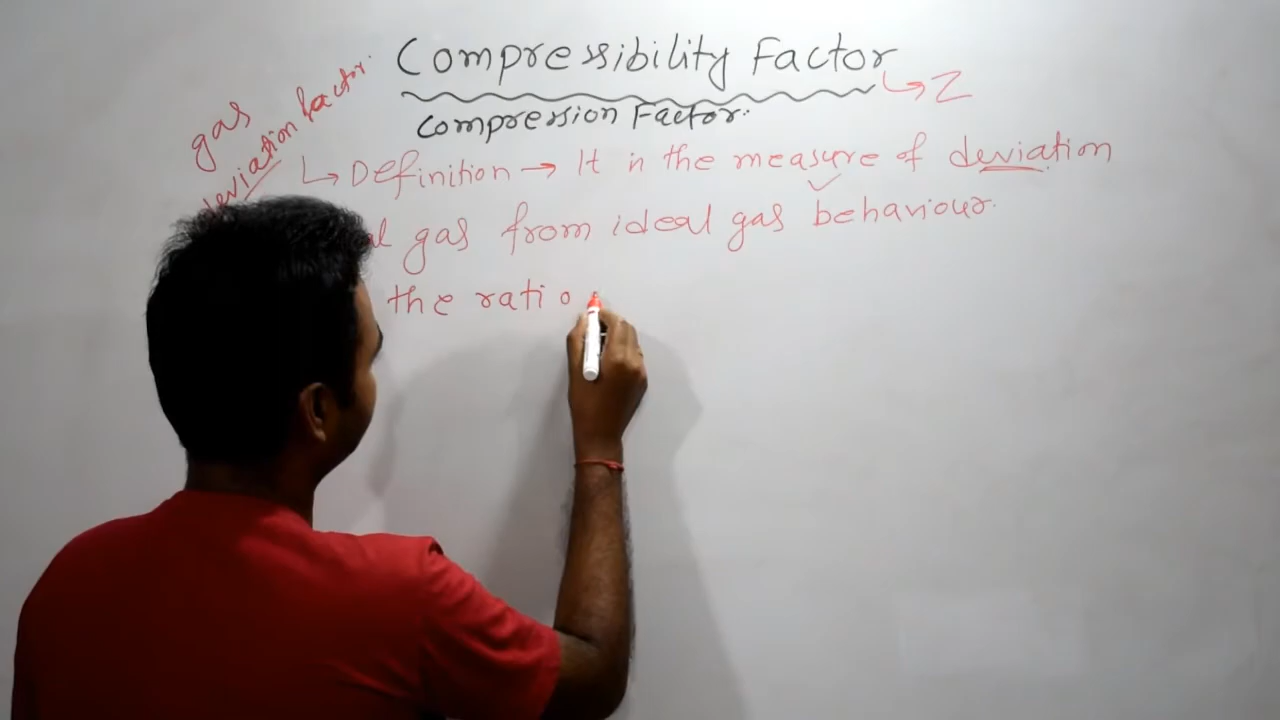 Compressibility Factor
↳ Z
Compression Factor.
gas
deviation factor.
↳ Definition → It is the measure of deviation
gas from ideal gas behaviour.
the ratio